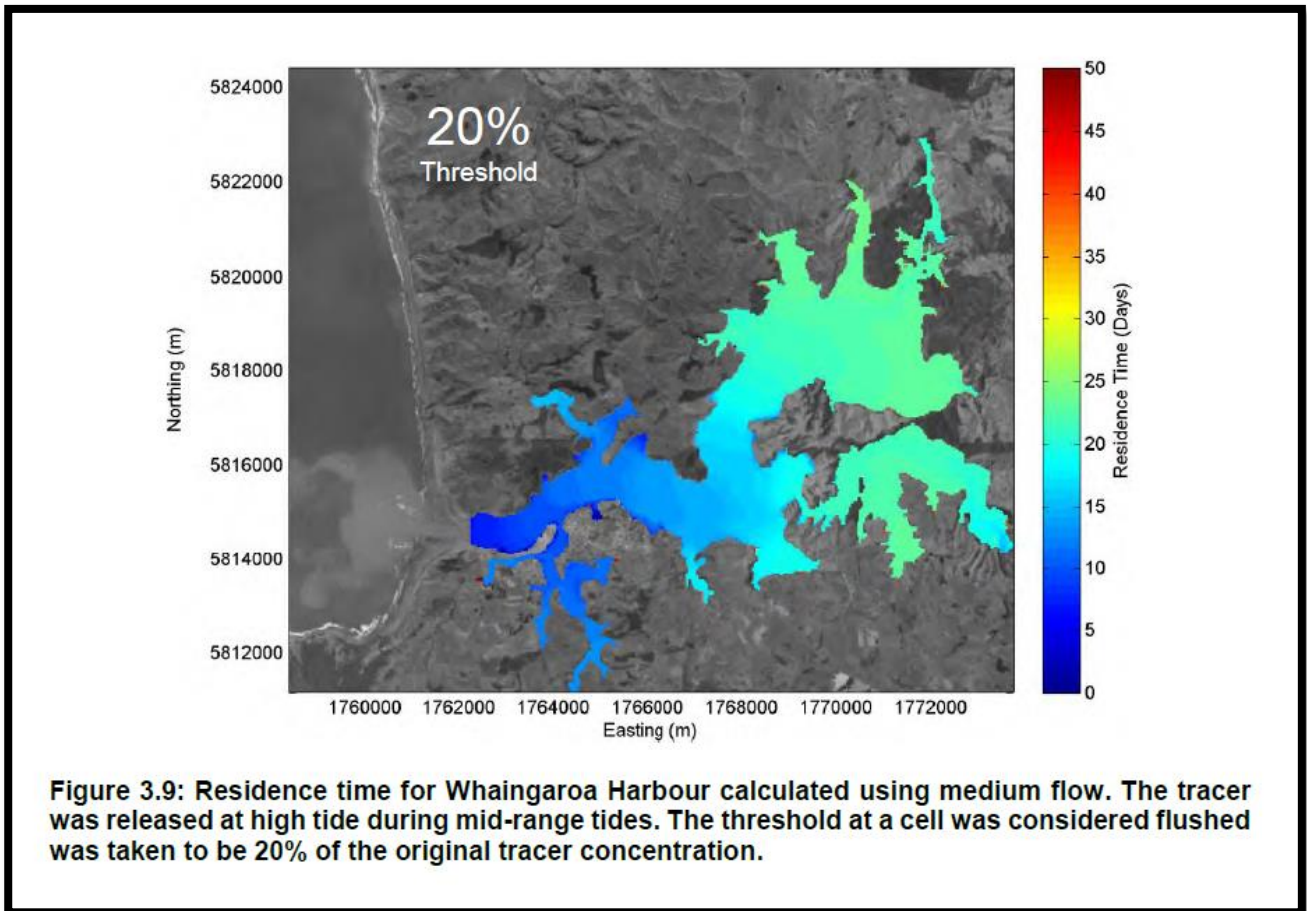 20%
Threshold
5824000
5822000
5820000
5818000
5816000
5814000
5812000
Northing (m)
1760000 1762000 1764000 1766000 1768000 1770000 1772000
Easting (m)
50
45
40
35
30
25
20
15
10
5
0
Residence Time (Days)
Figure 3.9: Residence time for Whaingaroa Harbour calculated using medium flow. The tracer
was released at high tide during mid-range tides. The threshold at a cell was considered flushed
was taken to be 20% of the original tracer concentration.